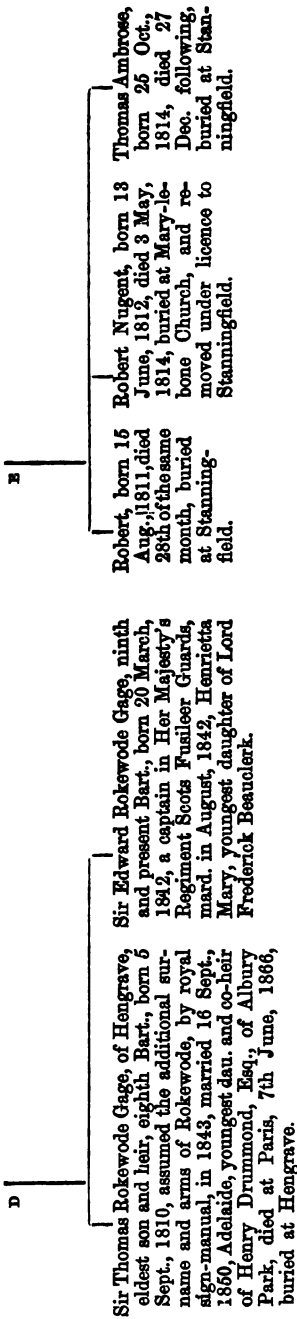 D
Sir Thomas Rokewode Gage, of Hengrave,
eldest son and heir, eighth Bart., born 5
Sept., 1810, assumed the additional sur-
name and arms of Rokewode, by royal
sign-manual, in 1843, married 16 Sept.,
1850, Adelaide, youngest dau. and co-heir
of Henry Drummond, Esq., of Albury
Park, died at Paris, 7th June, 1866,
buried at Hengrave.
Sir Edward Rokewode Gage, ninth
and present Bart., born 20 March,
1842, a captain in Her Majesty's
Regiment Scots Fusileer Guards,
mard. in August, 1842, Henrietta
Mary, youngest daughter of Lord
Frederick Beauclerk.
E
Robert, born 15
Aug., 1811, died
28th of the same
month, buried
at Stanning-
field.
Robert Nugent, born 13
June, 1812, died 3 May,
1814, buried at Mary-le-
bone Church, and re-
moved under licence to
Stanningfield.
Thomas Ambrose,
born 25 Oct.,
1814, died 27
Dec. following,
buried at Stan-
ningfield.